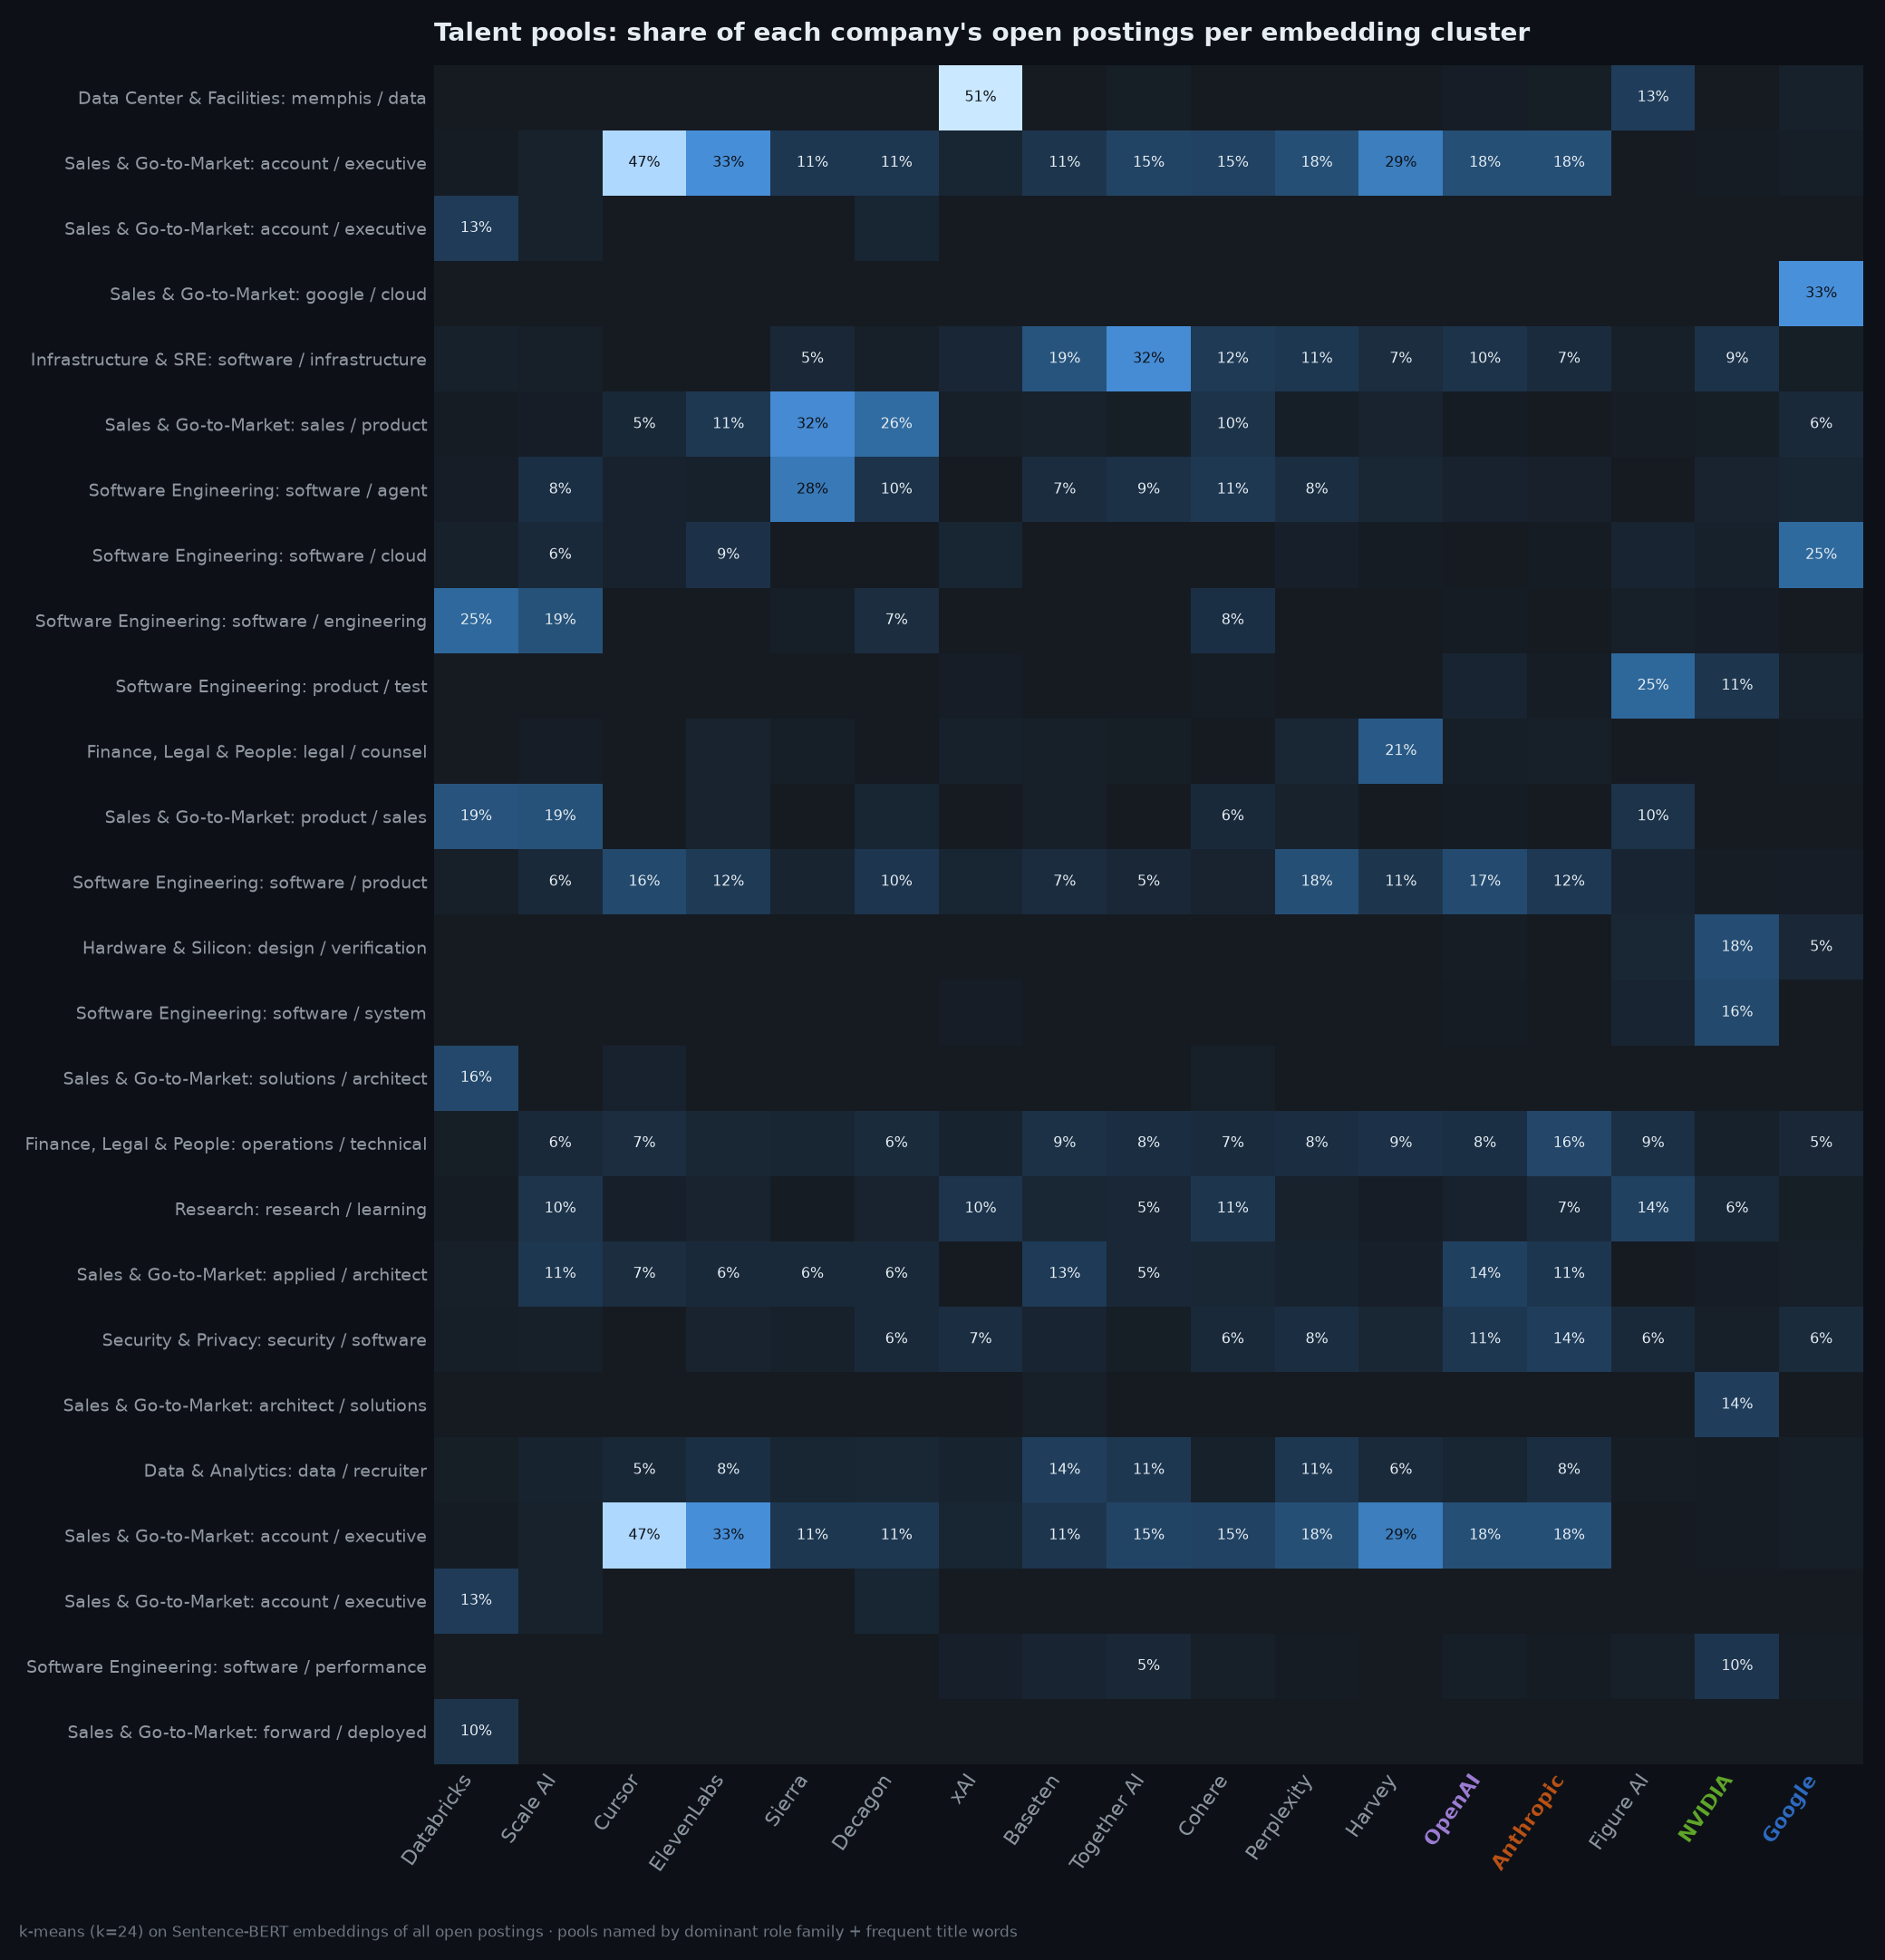 Talent pools: share of each company's open postings per embedding cluster
Data Center & Facilities: memphis / data 51% 13%
Sales & Go-to-Market: account / executive 47% 33% 11% 11% 11% 15% 15% 18% 29% 18% 18%
Sales & Go-to-Market: account / executive 13%
Sales & Go-to-Market: google / cloud 33%
Infrastructure & SRE: software / infrastructure 5% 19% 32% 12% 11% 7% 10% 7% 9%
Sales & Go-to-Market: sales / product 5% 11% 32% 26% 10% 6%
Software Engineering: software / agent 8% 28% 10% 7% 9% 11% 8%
Software Engineering: software / cloud 6% 9% 25%
Software Engineering: software / engineering 25% 19% 7% 8%
Software Engineering: product / test 25% 11%
Finance, Legal & People: legal / counsel 21%
Sales & Go-to-Market: product / sales 19% 19% 6% 10%
Software Engineering: software / product 6% 16% 12% 10% 7% 5% 18% 11% 17% 12%
Hardware & Silicon: design / verification 18% 5%
Software Engineering: software / system 16%
Sales & Go-to-Market: solutions / architect 16%
Finance, Legal & People: operations / technical 6% 7% 6% 9% 8% 7% 8% 9% 8% 16% 9% 5%
Research: research / learning 10% 10% 5% 11% 7% 14% 6%
Sales & Go-to-Market: applied / architect 11% 7% 6% 6% 6% 13% 5% 14% 11%
Security & Privacy: security / software 6% 7% 6% 8% 11% 14% 6% 6%
Sales & Go-to-Market: architect / solutions 14%
Data & Analytics: data / recruiter 5% 8% 14% 11% 11% 6% 8%
Sales & Go-to-Market: account / executive 47% 33% 11% 11% 11% 15% 15% 18% 29% 18% 18%
Sales & Go-to-Market: account / executive 13%
Software Engineering: software / performance 5% 10%
Sales & Go-to-Market: forward / deployed 10%
Databricks Scale AI Cursor ElevenLabs Sierra Decagon xAI Baseten Together AI Cohere Perplexity Harvey OpenAI Anthropic Figure AI NVIDIA Google
k-means (k=24) on Sentence-BERT embeddings of all open postings · pools named by dominant role family + frequent title words